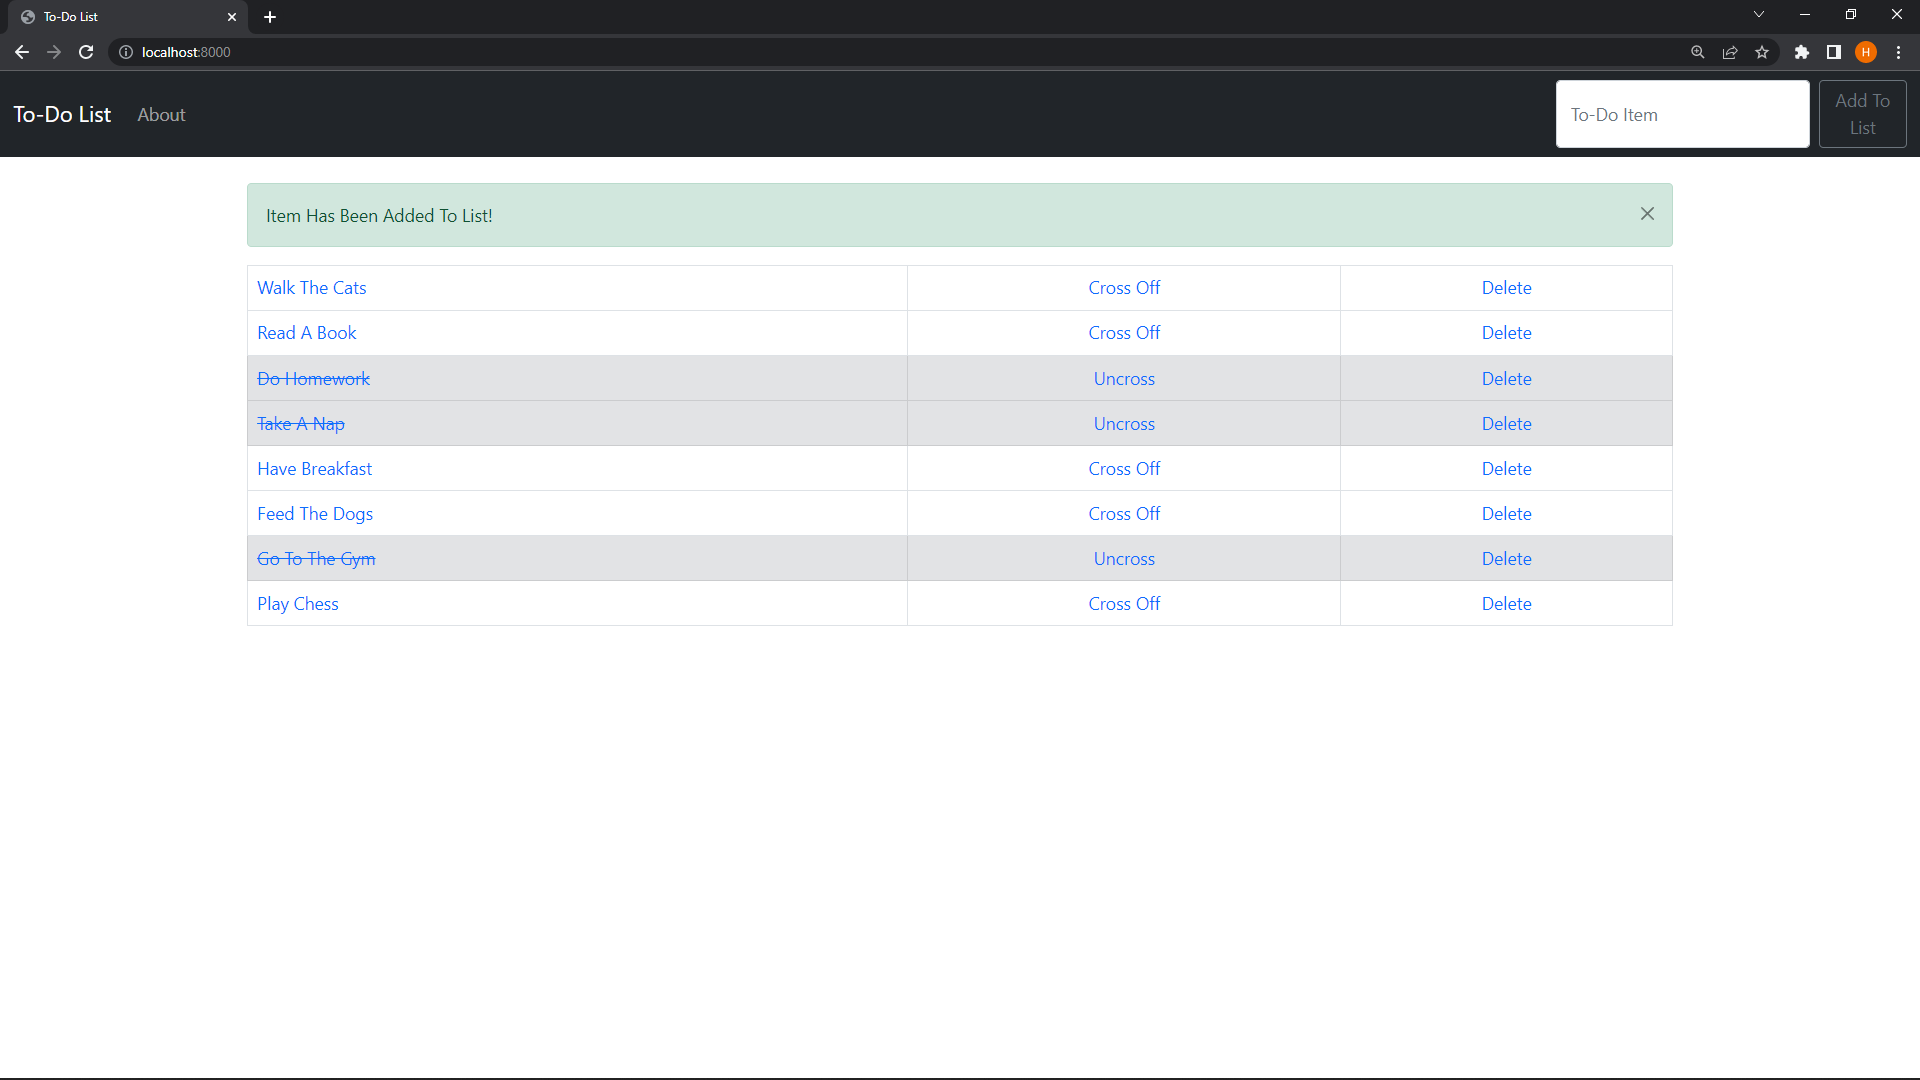 To-Do List
localhost:8000
H
To-Do List About To-Do Item Add To
List
Item Has Been Added To List!
Walk The Cats Cross Off Delete
Read A Book Cross Off Delete
Do Homework Uncross Delete
Take A Nap Uncross Delete
Have Breakfast Cross Off Delete
Feed The Dogs Cross Off Delete
Go To The Gym Uncross Delete
Play Chess Cross Off Delete